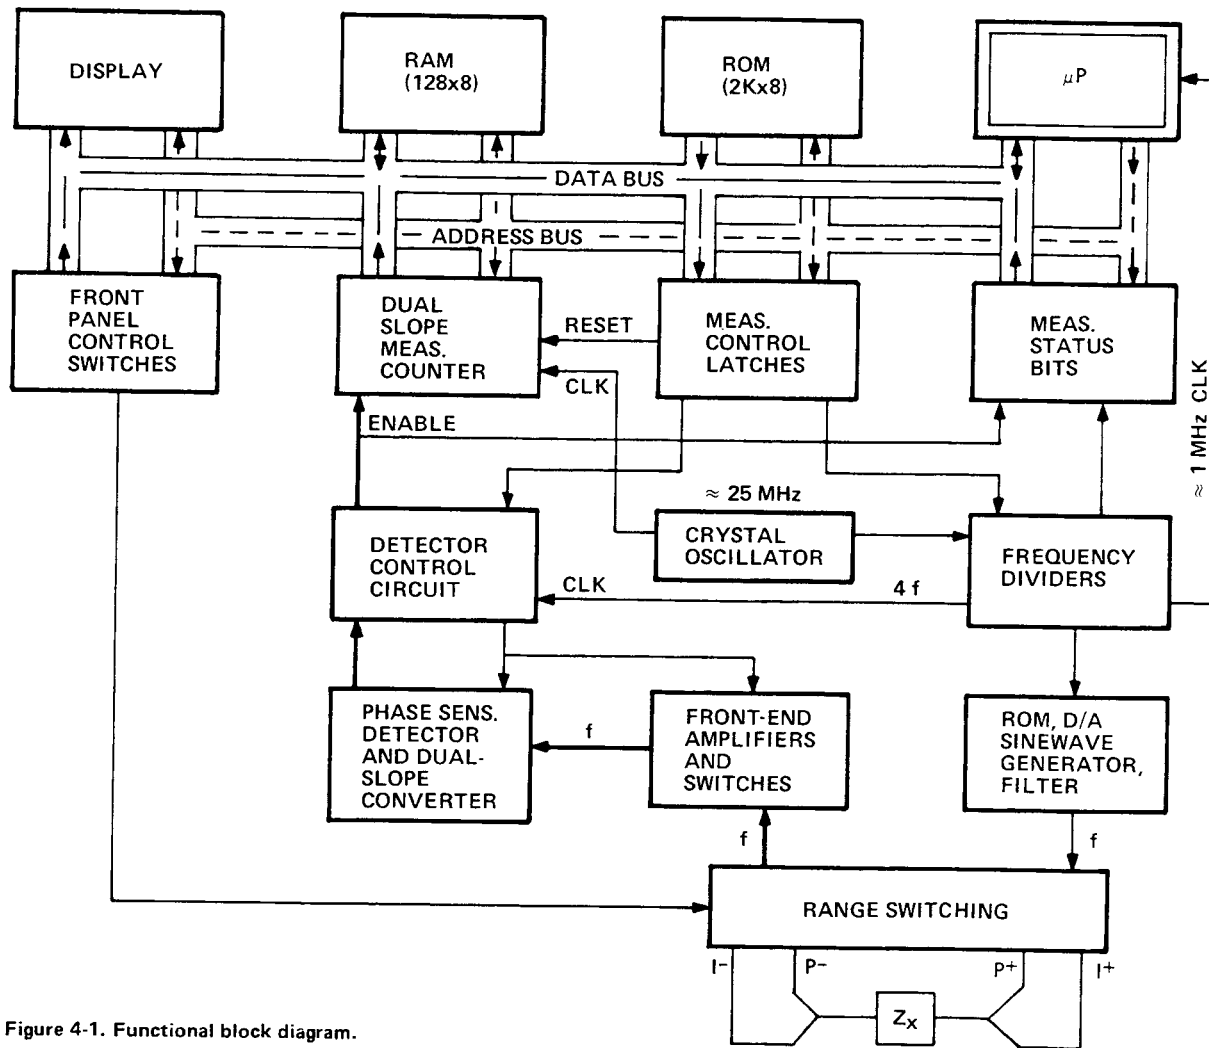 DISPLAY
RAM
(128x8)
ROM
(2Kx8)
μP
DATA BUS
ADDRESS BUS
FRONT
PANEL
CONTROL
SWITCHES
DUAL
SLOPE
MEAS.
COUNTER
RESET
CLK
MEAS.
CONTROL
LATCHES
MEAS.
STATUS
BITS
≈ 1 MHz CLK
ENABLE
≈ 25 MHz
DETECTOR
CONTROL
CIRCUIT
CRYSTAL
OSCILLATOR
FREQUENCY
DIVIDERS
CLK
4 f
PHASE SENS.
DETECTOR
AND DUAL-
SLOPE
CONVERTER
f
FRONT-END
AMPLIFIERS
AND
SWITCHES
ROM, D/A
SINEWAVE
GENERATOR,
FILTER
f
f
RANGE SWITCHING
I-
P-
P+
I+
Zx
Figure 4-1. Functional block diagram.